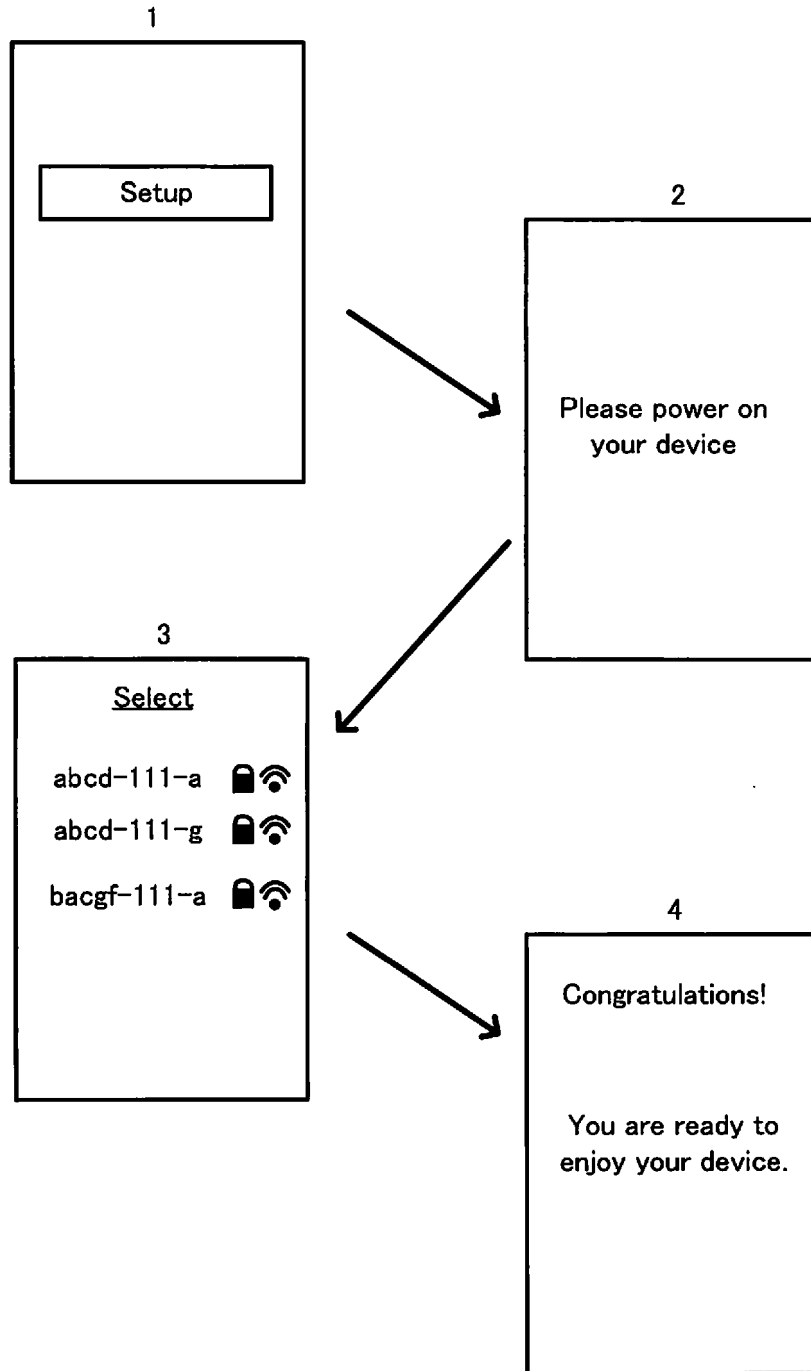 1
Setup
2
Please power on
your device
3
Select
abcd-111-a
abcd-111-g
bacgf-111-a
4
Congratulations!
You are ready to
enjoy your device.